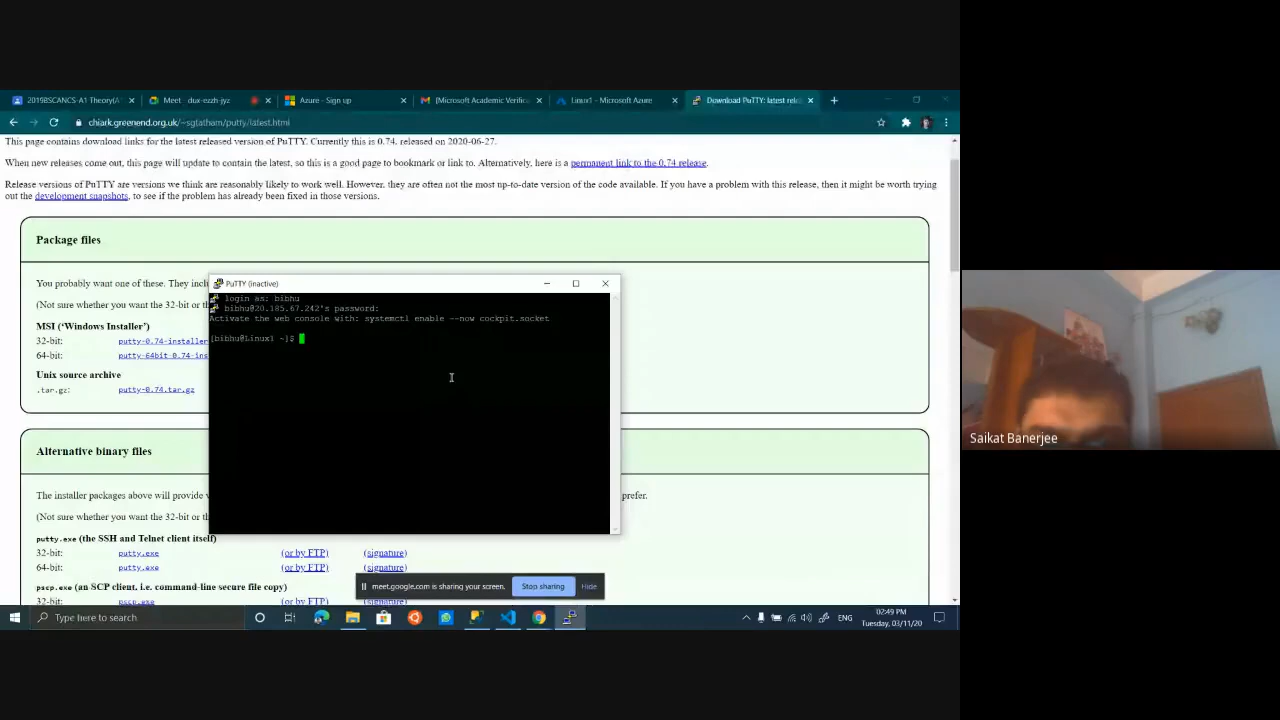 2019BSCANCS-A1 Theory(A
Meet dux-ezzh-jyz
Azure - Sign up
[Microsoft Academic Verifica
Linux1 - Microsoft Azure
Download PuTTY: latest rele
chiark.greenend.org.uk/~sgtatham/putty/latest.html
This page contains download links for the latest released version of PuTTY. Currently this is 0.74, released on 2020-06-27.
When new releases come out, this page will update to contain the latest, so this is a good page to bookmark or link to. Alternatively, here is a permanent link to the 0.74 release.
Release versions of PuTTY are versions we think are reasonably likely to work well. However, they are often not the most up-to-date version of the code available. If you have a problem with this release, then it might be worth trying
out the development snapshots, to see if the problem has already been fixed in those versions.
Package files
You probably want one of these. They incl
(Not sure whether you want the 32-bit or th
MSI (‘Windows Installer’)
32-bit: putty-0.74-installer
64-bit: putty-64bit-0.74-ins
Unix source archive
.tar.gz: putty-0.74.tar.gz
PuTTY (inactive)
login as: bibhu
bibhu@20.185.67.242's password:
Activate the web console with: systemctl enable --now cockpit.socket
[bibhu@Linux1 ~]$
Alternative binary files
The installer packages above will provide v prefer.
(Not sure whether you want the 32-bit or th
putty.exe (the SSH and Telnet client itself)
32-bit: putty.exe (or by FTP) (signature)
64-bit: putty.exe (or by FTP) (signature)
pscp.exe (an SCP client, i.e. command-line secure file copy)
32-bit: pscp.exe (or by FTP) (signature)
meet.google.com is sharing your screen. Stop sharing Hide
Type here to search
ENG
02:49 PM
Tuesday, 03/11/20
Saikat Banerjee